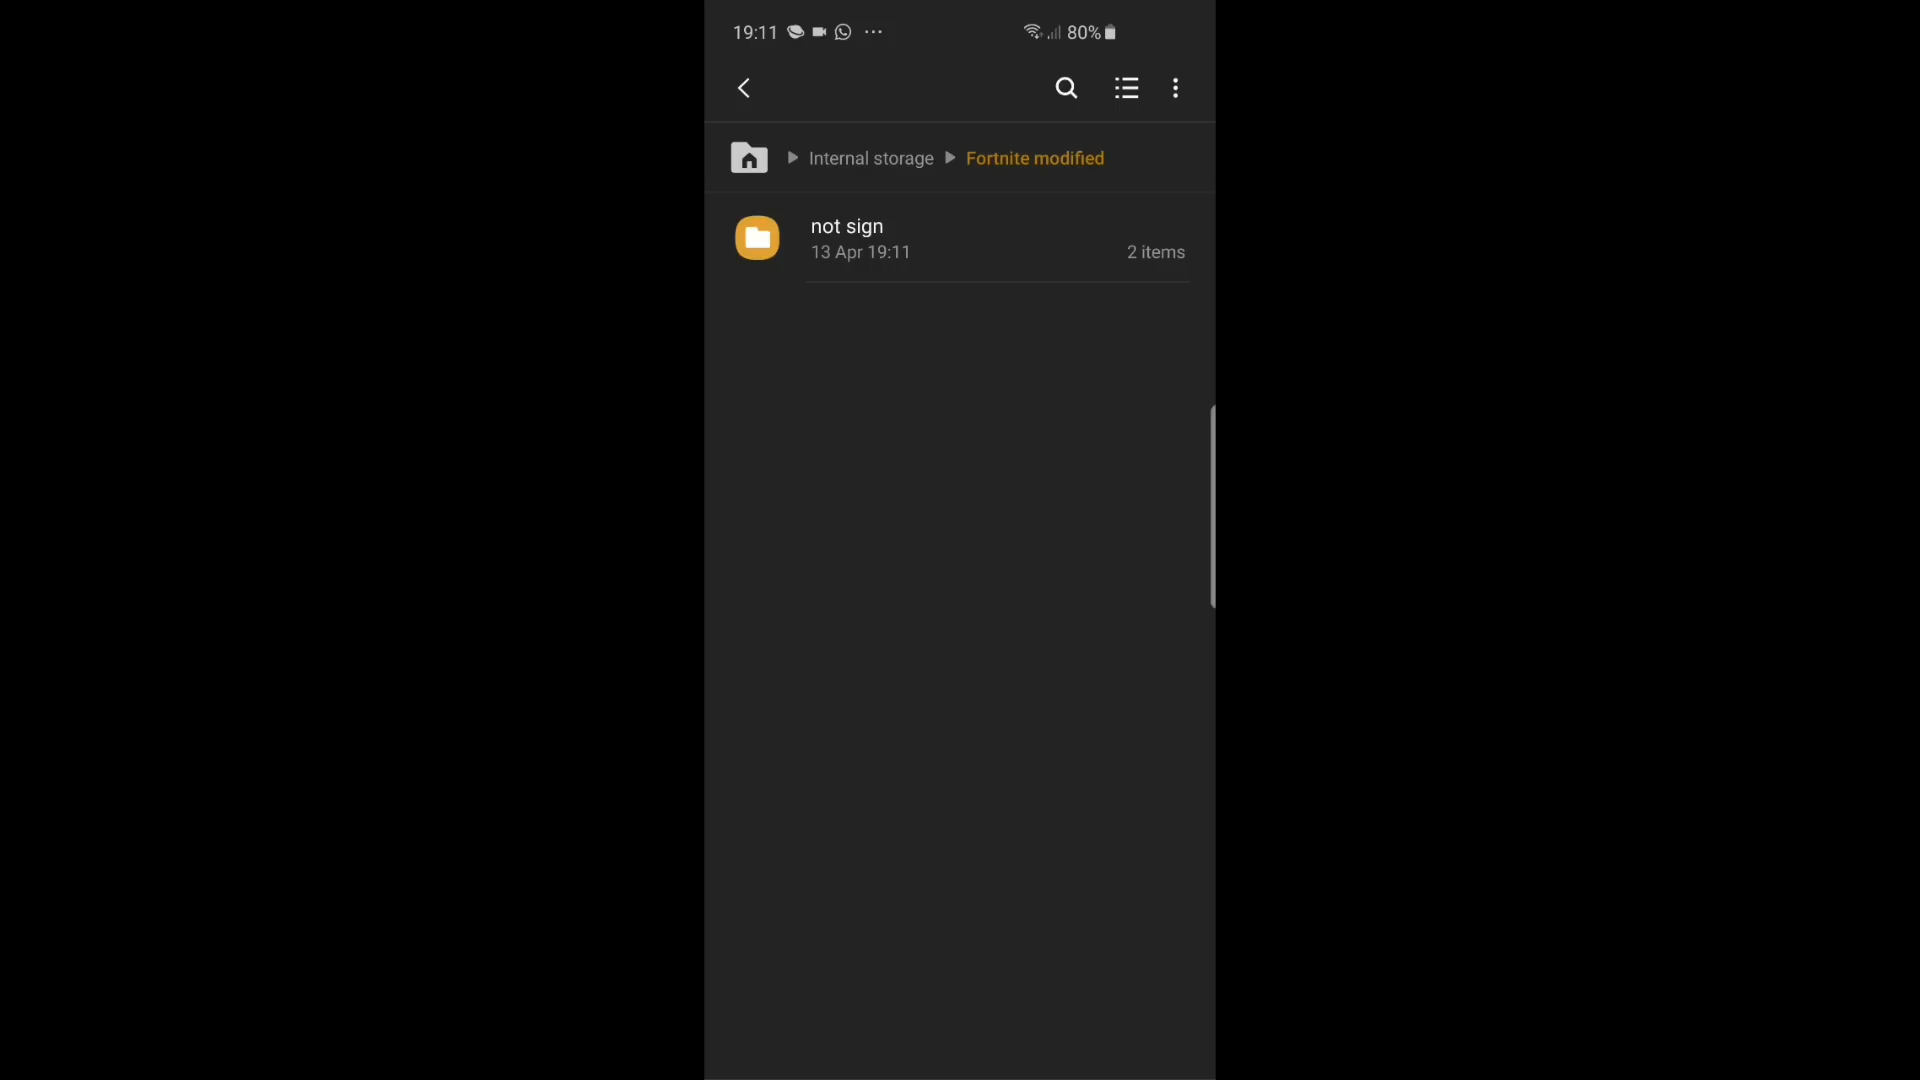 19:11 80%
Internal storage Fortnite modified
not sign
13 Apr 19:11 2 items